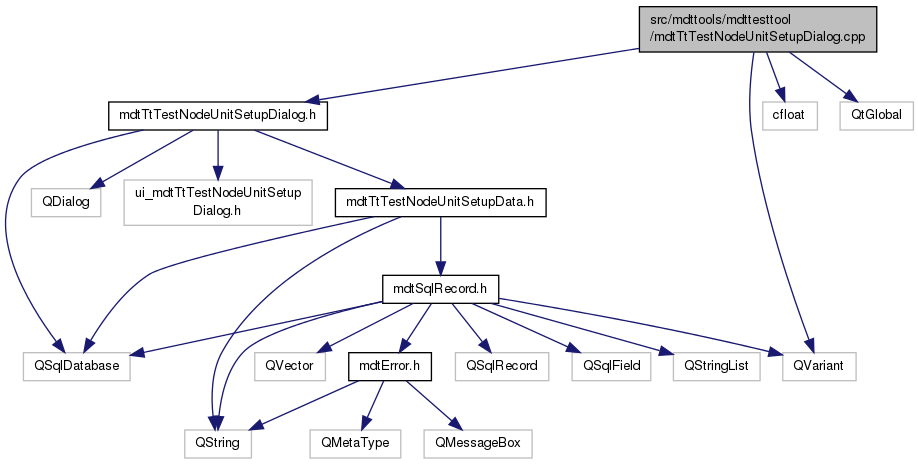 src/mdttools/mdttesttool
/mdtTtTestNodeUnitSetupDialog.cpp
mdtTtTestNodeUnitSetupDialog.h
cfloat
QtGlobal
QDialog
ui_mdtTtTestNodeUnitSetup
Dialog.h
mdtTtTestNodeUnitSetupData.h
mdtSqlRecord.h
QSqlDatabase
QVector
mdtError.h
QSqlRecord
QSqlField
QStringList
QVariant
QString
QMetaType
QMessageBox